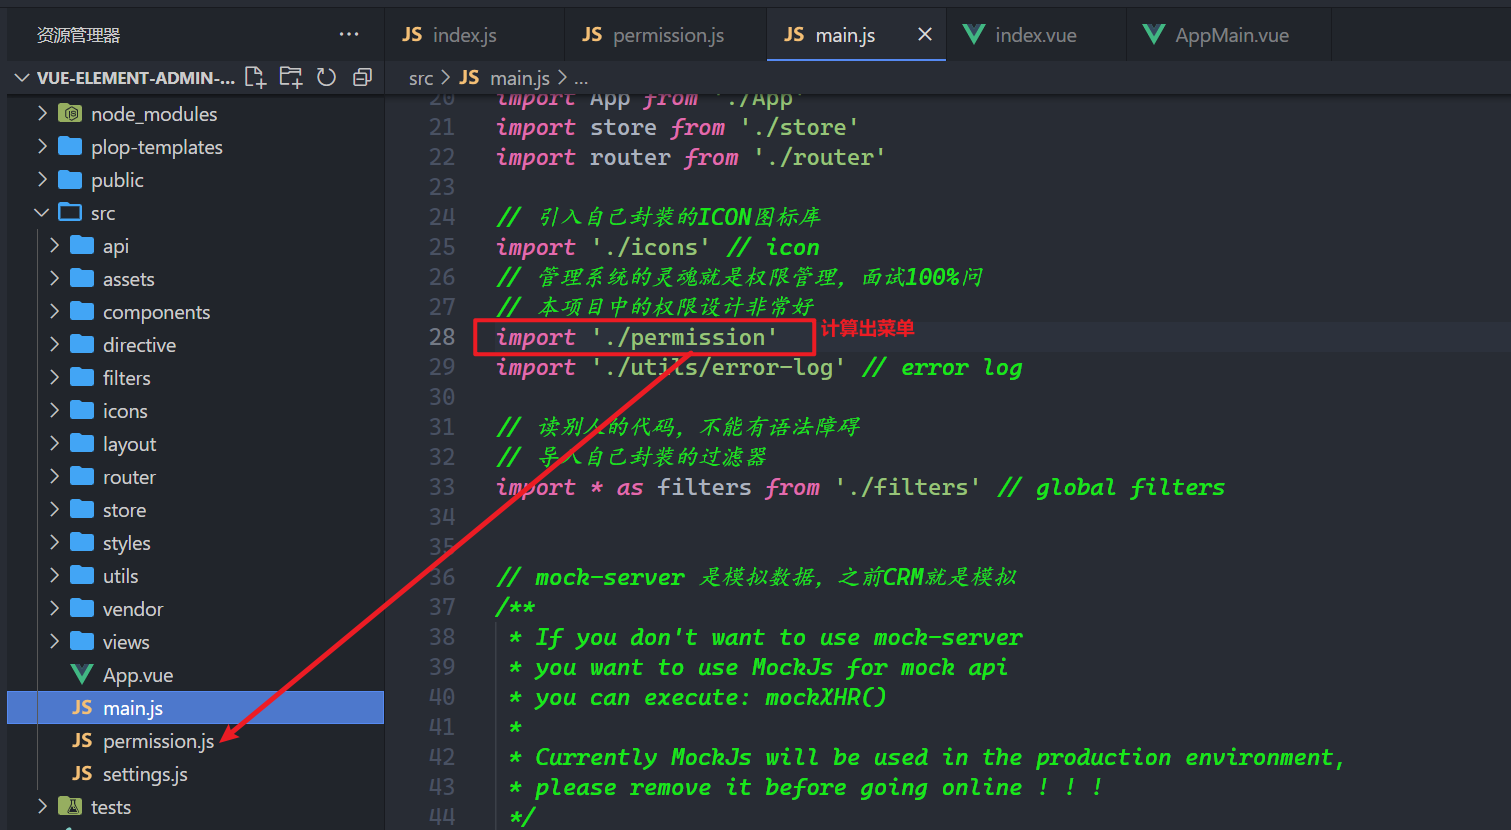 资源管理器
···
VUE-ELEMENT-ADMIN-...
node_modules
plop-templates
public
src
api
assets
components
directive
filters
icons
layout
router
store
styles
utils
vendor
views
App.vue
JS main.js
JS permission.js
JS settings.js
tests
JS index.js
JS permission.js
JS main.js
index.vue
AppMain.vue
src > JS main.js > ...
20 import App from './App'
21 import store from './store'
22 import router from './router'
23
24 // 引入自己封装的ICON图标库
25 import './icons' // icon
26 // 管理系统的灵魂就是权限管理，面试100%问
27 // 本项目中的权限设计非常好
28 import './permission'
计算出菜单
29 import './utils/error-log' // error log
30
31 // 读别人的代码，不能有语法障碍
32 // 导入自己封装的过滤器
33 import * as filters from './filters' // global filters
34
35
36 // mock-server 是模拟数据，之前CRM就是模拟
37 /**
38 * If you don't want to use mock-server
39 * you want to use MockJs for mock api
40 * you can execute: mockXHR()
41 *
42 * Currently MockJs will be used in the production environment,
43 * please remove it before going online ! ! !
44 */